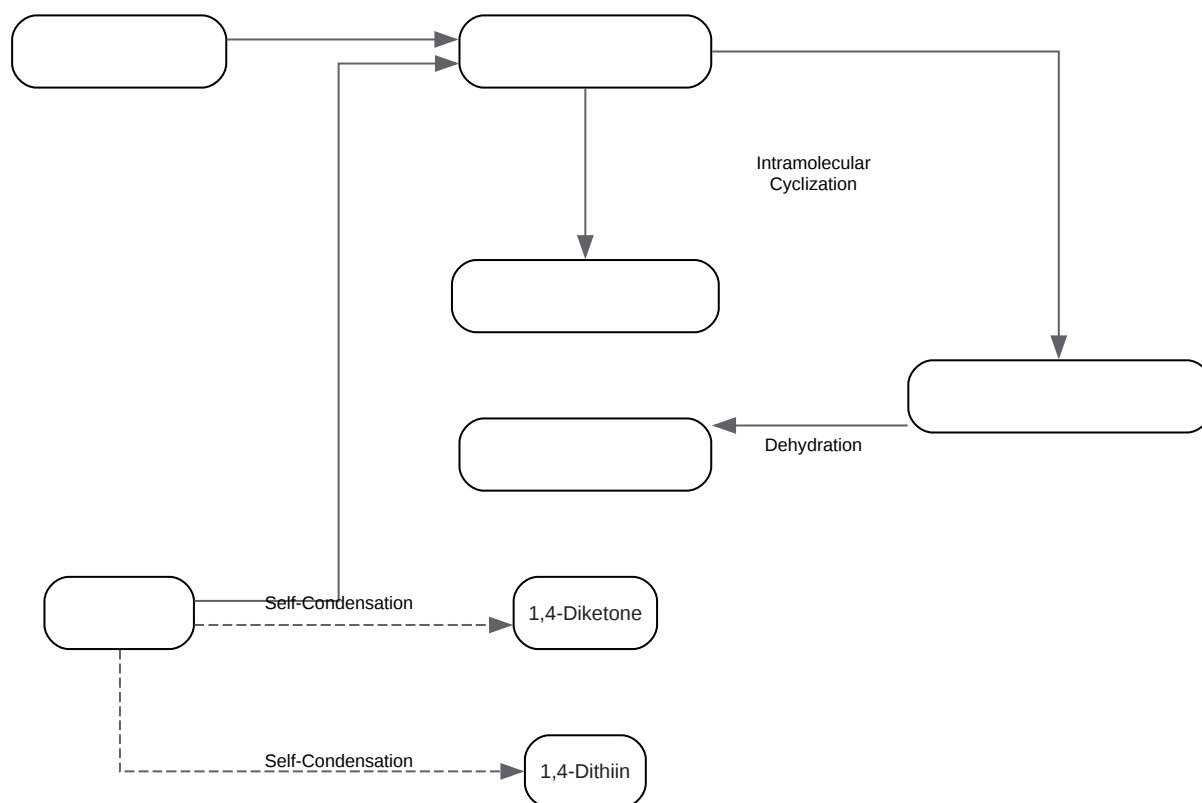 Intramolecular
Cyclization
Dehydration
Self-Condensation
1,4-Diketone
Self-Condensation
1,4-Dithiin